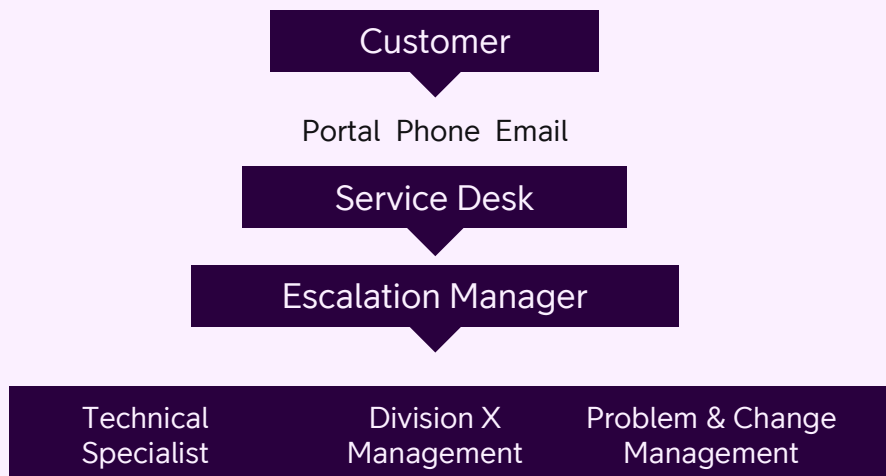 Customer
Portal Phone Email
Service Desk
Escalation Manager
Technical
Specialist
Division X
Management
Problem & Change
Management